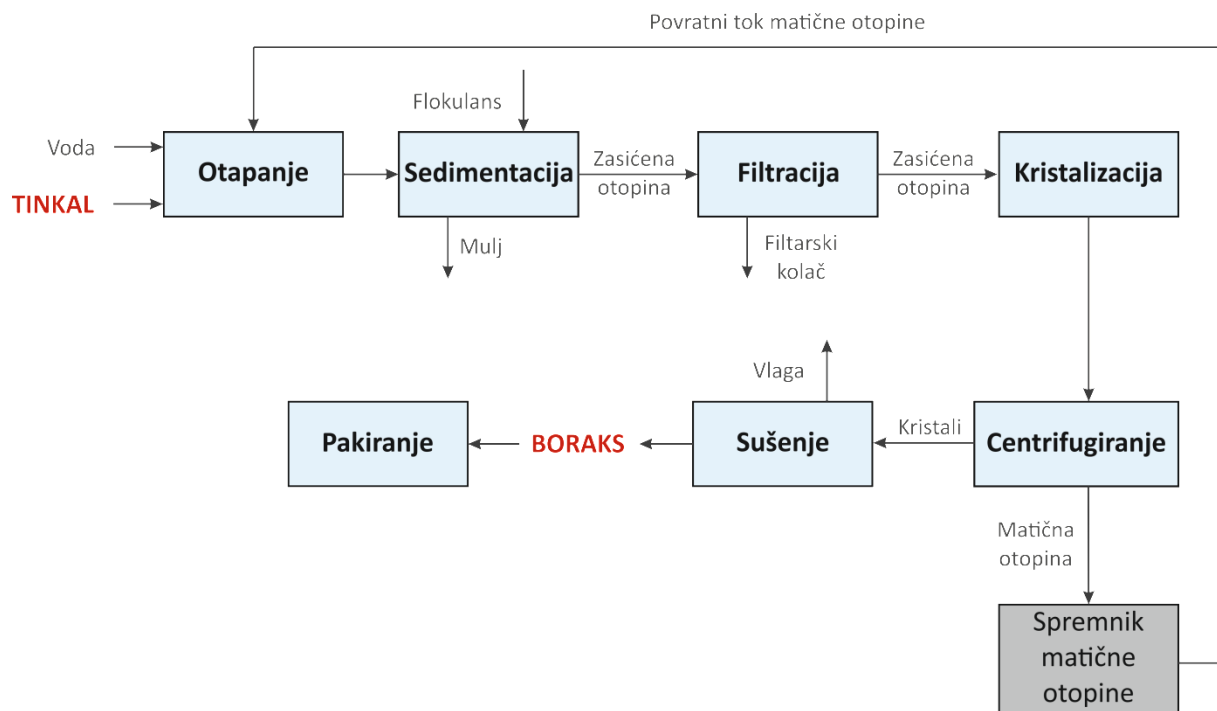 Povratni tok matične otopine
Flokulans
Voda
TINKAL
Otapanje
Sedimentacija
Zasićena
otopina
Filtracija
Zasićena
otopina
Kristalizacija
Mulj
Filtarski
kolač
Vlaga
Pakiranje
BORAKS
Sušenje
Kristali
Centrifugiranje
Matična
otopina
Spremnik
matične
otopine